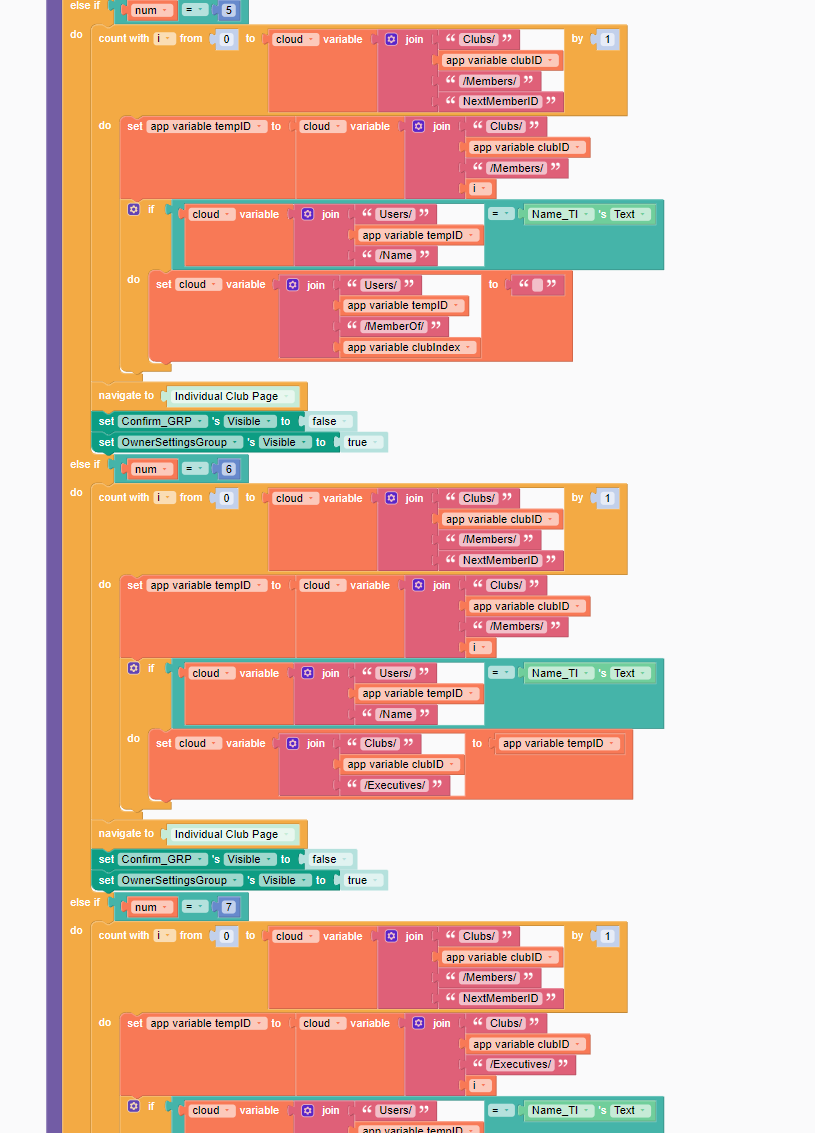 else if num = 5
do count with i from 0 to cloud variable join “ Clubs/ ” by 1
app variable clubID
“ /Members/ ”
“ NextMemberID ”
do set app variable tempID to cloud variable join “ Clubs/ ”
app variable clubID
“ /Members/ ”
i
if cloud variable join “ Users/ ” = Name_TI 's Text
app variable tempID
“ /Name ”
do set cloud variable join “ Users/ ” to “ ”
app variable tempID
“ /MemberOf/ ”
app variable clubIndex
navigate to Individual Club Page
set Confirm_GRP 's Visible to false
set OwnerSettingsGroup 's Visible to true
else if num = 6
do count with i from 0 to cloud variable join “ Clubs/ ” by 1
app variable clubID
“ /Members/ ”
“ NextMemberID ”
do set app variable tempID to cloud variable join “ Clubs/ ”
app variable clubID
“ /Members/ ”
i
if cloud variable join “ Users/ ” = Name_TI 's Text
app variable tempID
“ /Name ”
do set cloud variable join “ Clubs/ ” to app variable tempID
app variable clubID
“ /Executives/ ”
navigate to Individual Club Page
set Confirm_GRP 's Visible to false
set OwnerSettingsGroup 's Visible to true
else if num = 7
do count with i from 0 to cloud variable join “ Clubs/ ” by 1
app variable clubID
“ /Members/ ”
“ NextMemberID ”
do set app variable tempID to cloud variable join “ Clubs/ ”
app variable clubID
“ /Executives/ ”
i
if cloud variable join “ Users/ ” = Name_TI 's Text
app variable tempID